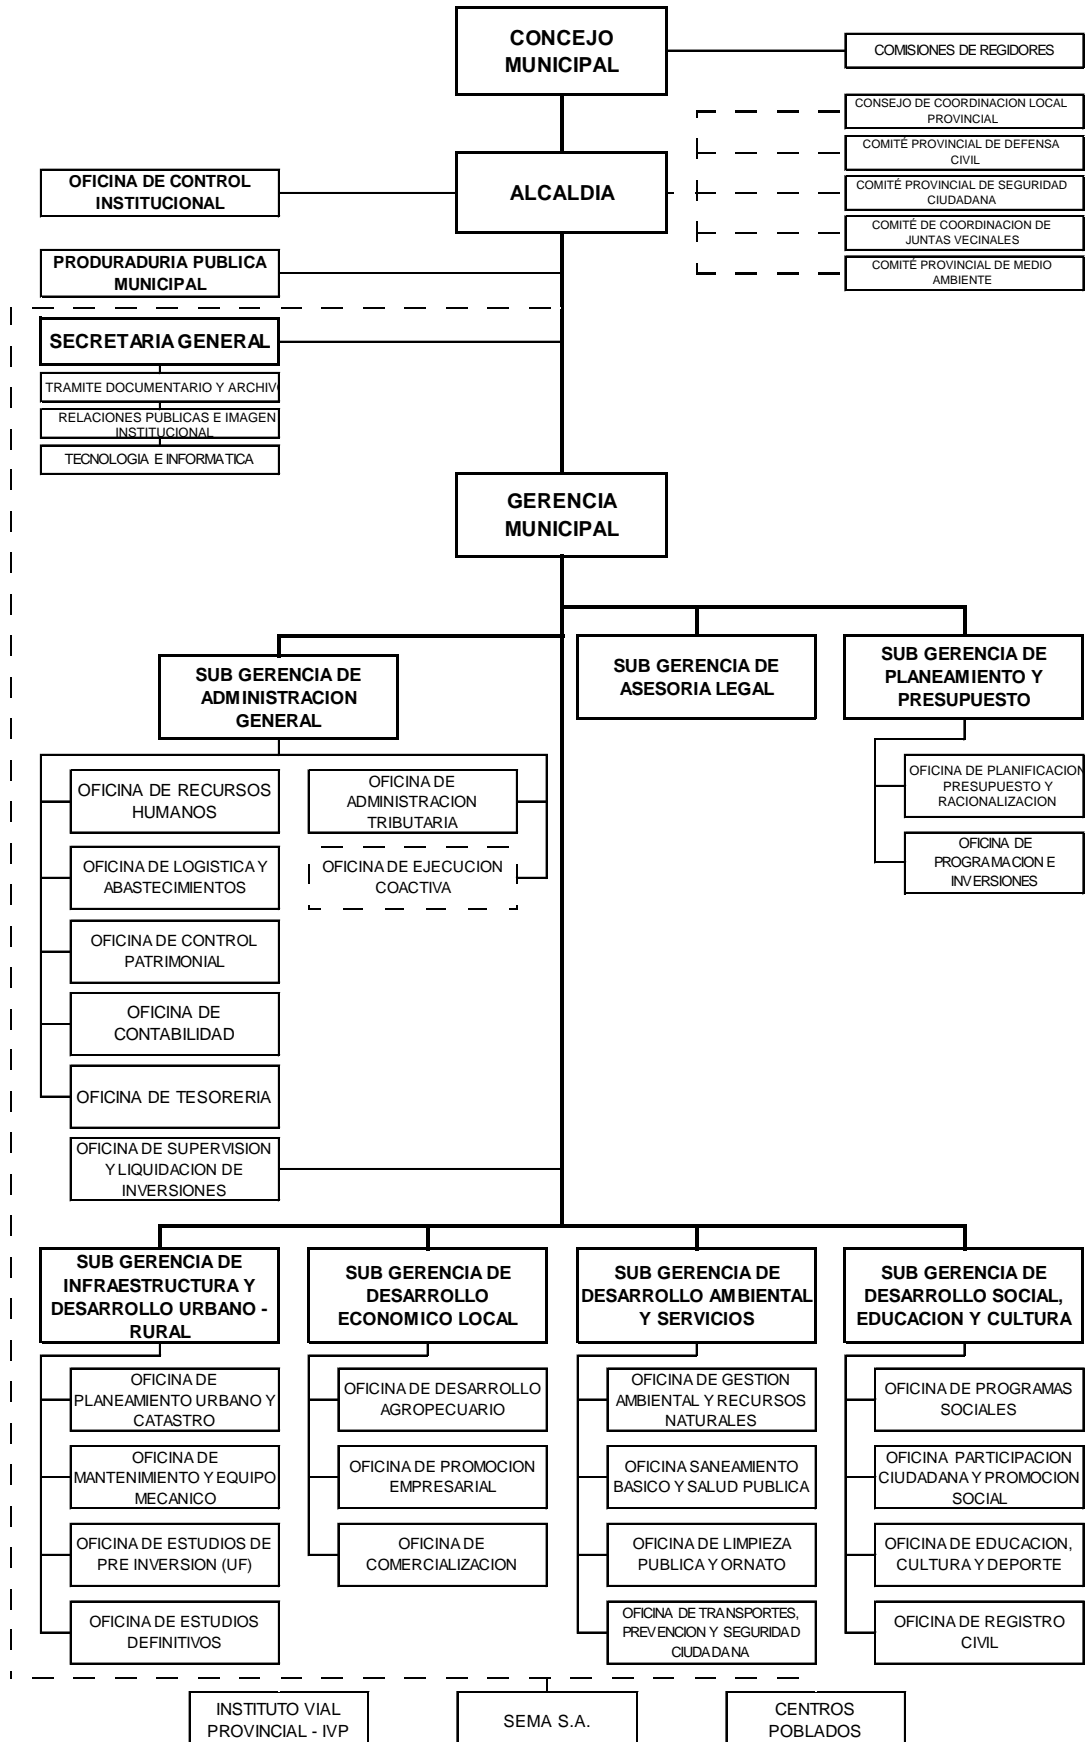 CONCEJO
MUNICIPAL
COMISIONES DE REGIDORES
CONSEJO DE COORDINACION LOCAL
PROVINCIAL
COMITÉ PROVINCIAL DE DEFENSA
CIVIL
OFICINA DE CONTROL
INSTITUCIONAL
ALCALDIA
COMITÉ PROVINCIAL DE SEGURIDAD
CIUDADANA
COMITÉ DE COORDINACION DE
JUNTAS VECINALES
PRODURADURIA PUBLICA
MUNICIPAL
COMITÉ PROVINCIAL DE MEDIO
AMBIENTE
SECRETARIA GENERAL
TRAMITE DOCUMENTARIO Y ARCHIVO
RELACIONES PUBLICAS E IMAGEN
INSTITUCIONAL
TECNOLOGIA E INFORMATICA
GERENCIA
MUNICIPAL
SUB GERENCIA DE
ADMINISTRACION
GENERAL
SUB GERENCIA DE
ASESORIA LEGAL
SUB GERENCIA DE
PLANEAMIENTO Y
PRESUPUESTO
OFICINA DE RECURSOS
HUMANOS
OFICINA DE
ADMINISTRACION
TRIBUTARIA
OFICINA DE PLANIFICACION
PRESUPUESTO Y
RACIONALIZACION
OFICINA DE LOGISTICA Y
ABASTECIMIENTOS
OFICINA DE EJECUCION
COACTIVA
OFICINA DE
PROGRAMACION E
INVERSIONES
OFICINA DE CONTROL
PATRIMONIAL
OFICINA DE
CONTABILIDAD
OFICINA DE TESORERIA
OFICINA DE SUPERVISION
Y LIQUIDACION DE
INVERSIONES
SUB GERENCIA DE
INFRAESTRUCTURA Y
DESARROLLO URBANO -
RURAL
SUB GERENCIA DE
DESARROLLO
ECONOMICO LOCAL
SUB GERENCIA DE
DESARROLLO AMBIENTAL
Y SERVICIOS
SUB GERENCIA DE
DESARROLLO SOCIAL,
EDUCACION Y CULTURA
OFICINA DE
PLANEAMIENTO URBANO Y
CATASTRO
OFICINA DE DESARROLLO
AGROPECUARIO
OFICINA DE GESTION
AMBIENTAL Y RECURSOS
NATURALES
OFICINA DE PROGRAMAS
SOCIALES
OFICINA DE
MANTENIMIENTO Y EQUIPO
MECANICO
OFICINA DE PROMOCION
EMPRESARIAL
OFICINA SANEAMIENTO
BASICO Y SALUD PUBLICA
OFICINA PARTICIPACION
CIUDADANA Y PROMOCION
SOCIAL
OFICINA DE ESTUDIOS DE
PRE INVERSION (UF)
OFICINA DE
COMERCIALIZACION
OFICINA DE LIMPIEZA
PUBLICA Y ORNATO
OFICINA DE EDUCACION,
CULTURA Y DEPORTE
OFICINA DE ESTUDIOS
DEFINITIVOS
OFICINA DE TRANSPORTES,
PREVENCION Y SEGURIDAD
CIUDADANA
OFICINA DE REGISTRO
CIVIL
INSTITUTO VIAL
PROVINCIAL - IVP
SEMA S.A.
CENTROS
POBLADOS